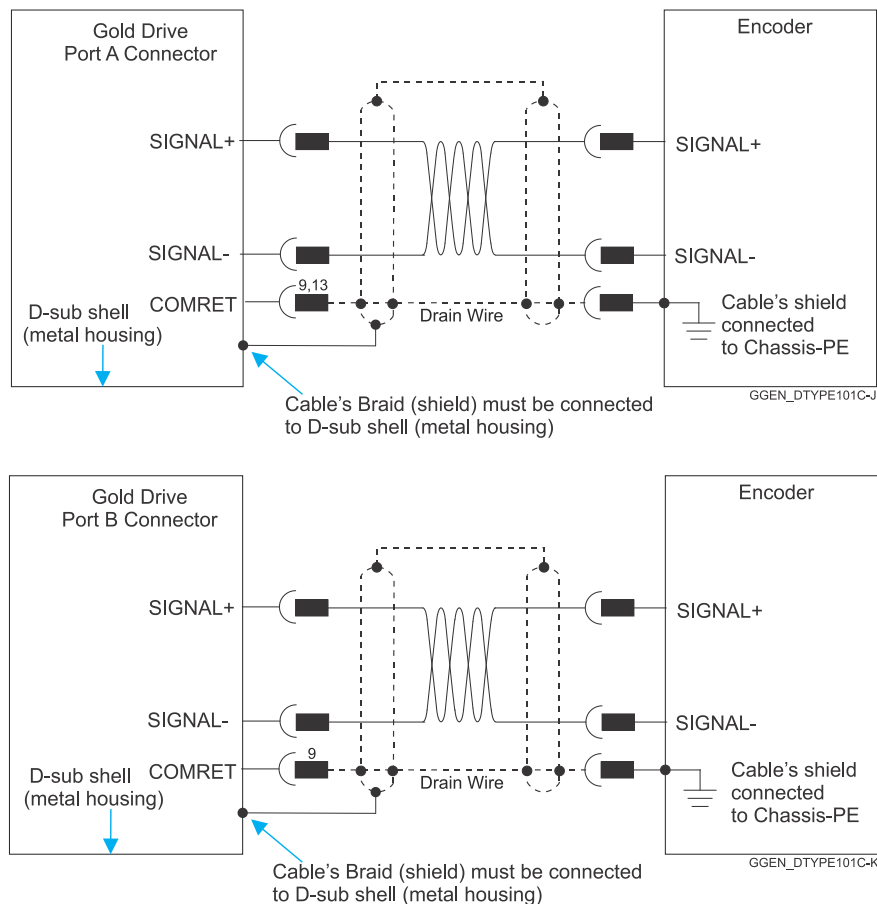 Gold Drive
Port A Connector
Encoder
SIGNAL+
SIGNAL+
SIGNAL-
SIGNAL-
9,13
COMRET
Drain Wire
D-sub shell
(metal housing)
Cable's shield
connected
to Chassis-PE
GGEN_DTYPE101C-J
Cable's Braid (shield) must be connected
to D-sub shell (metal housing)
Gold Drive
Port B Connector
Encoder
SIGNAL+
SIGNAL+
SIGNAL-
SIGNAL-
9
COMRET
Drain Wire
D-sub shell
(metal housing)
Cable's shield
connected
to Chassis-PE
GGEN_DTYPE101C-K
Cable's Braid (shield) must be connected
to D-sub shell (metal housing)